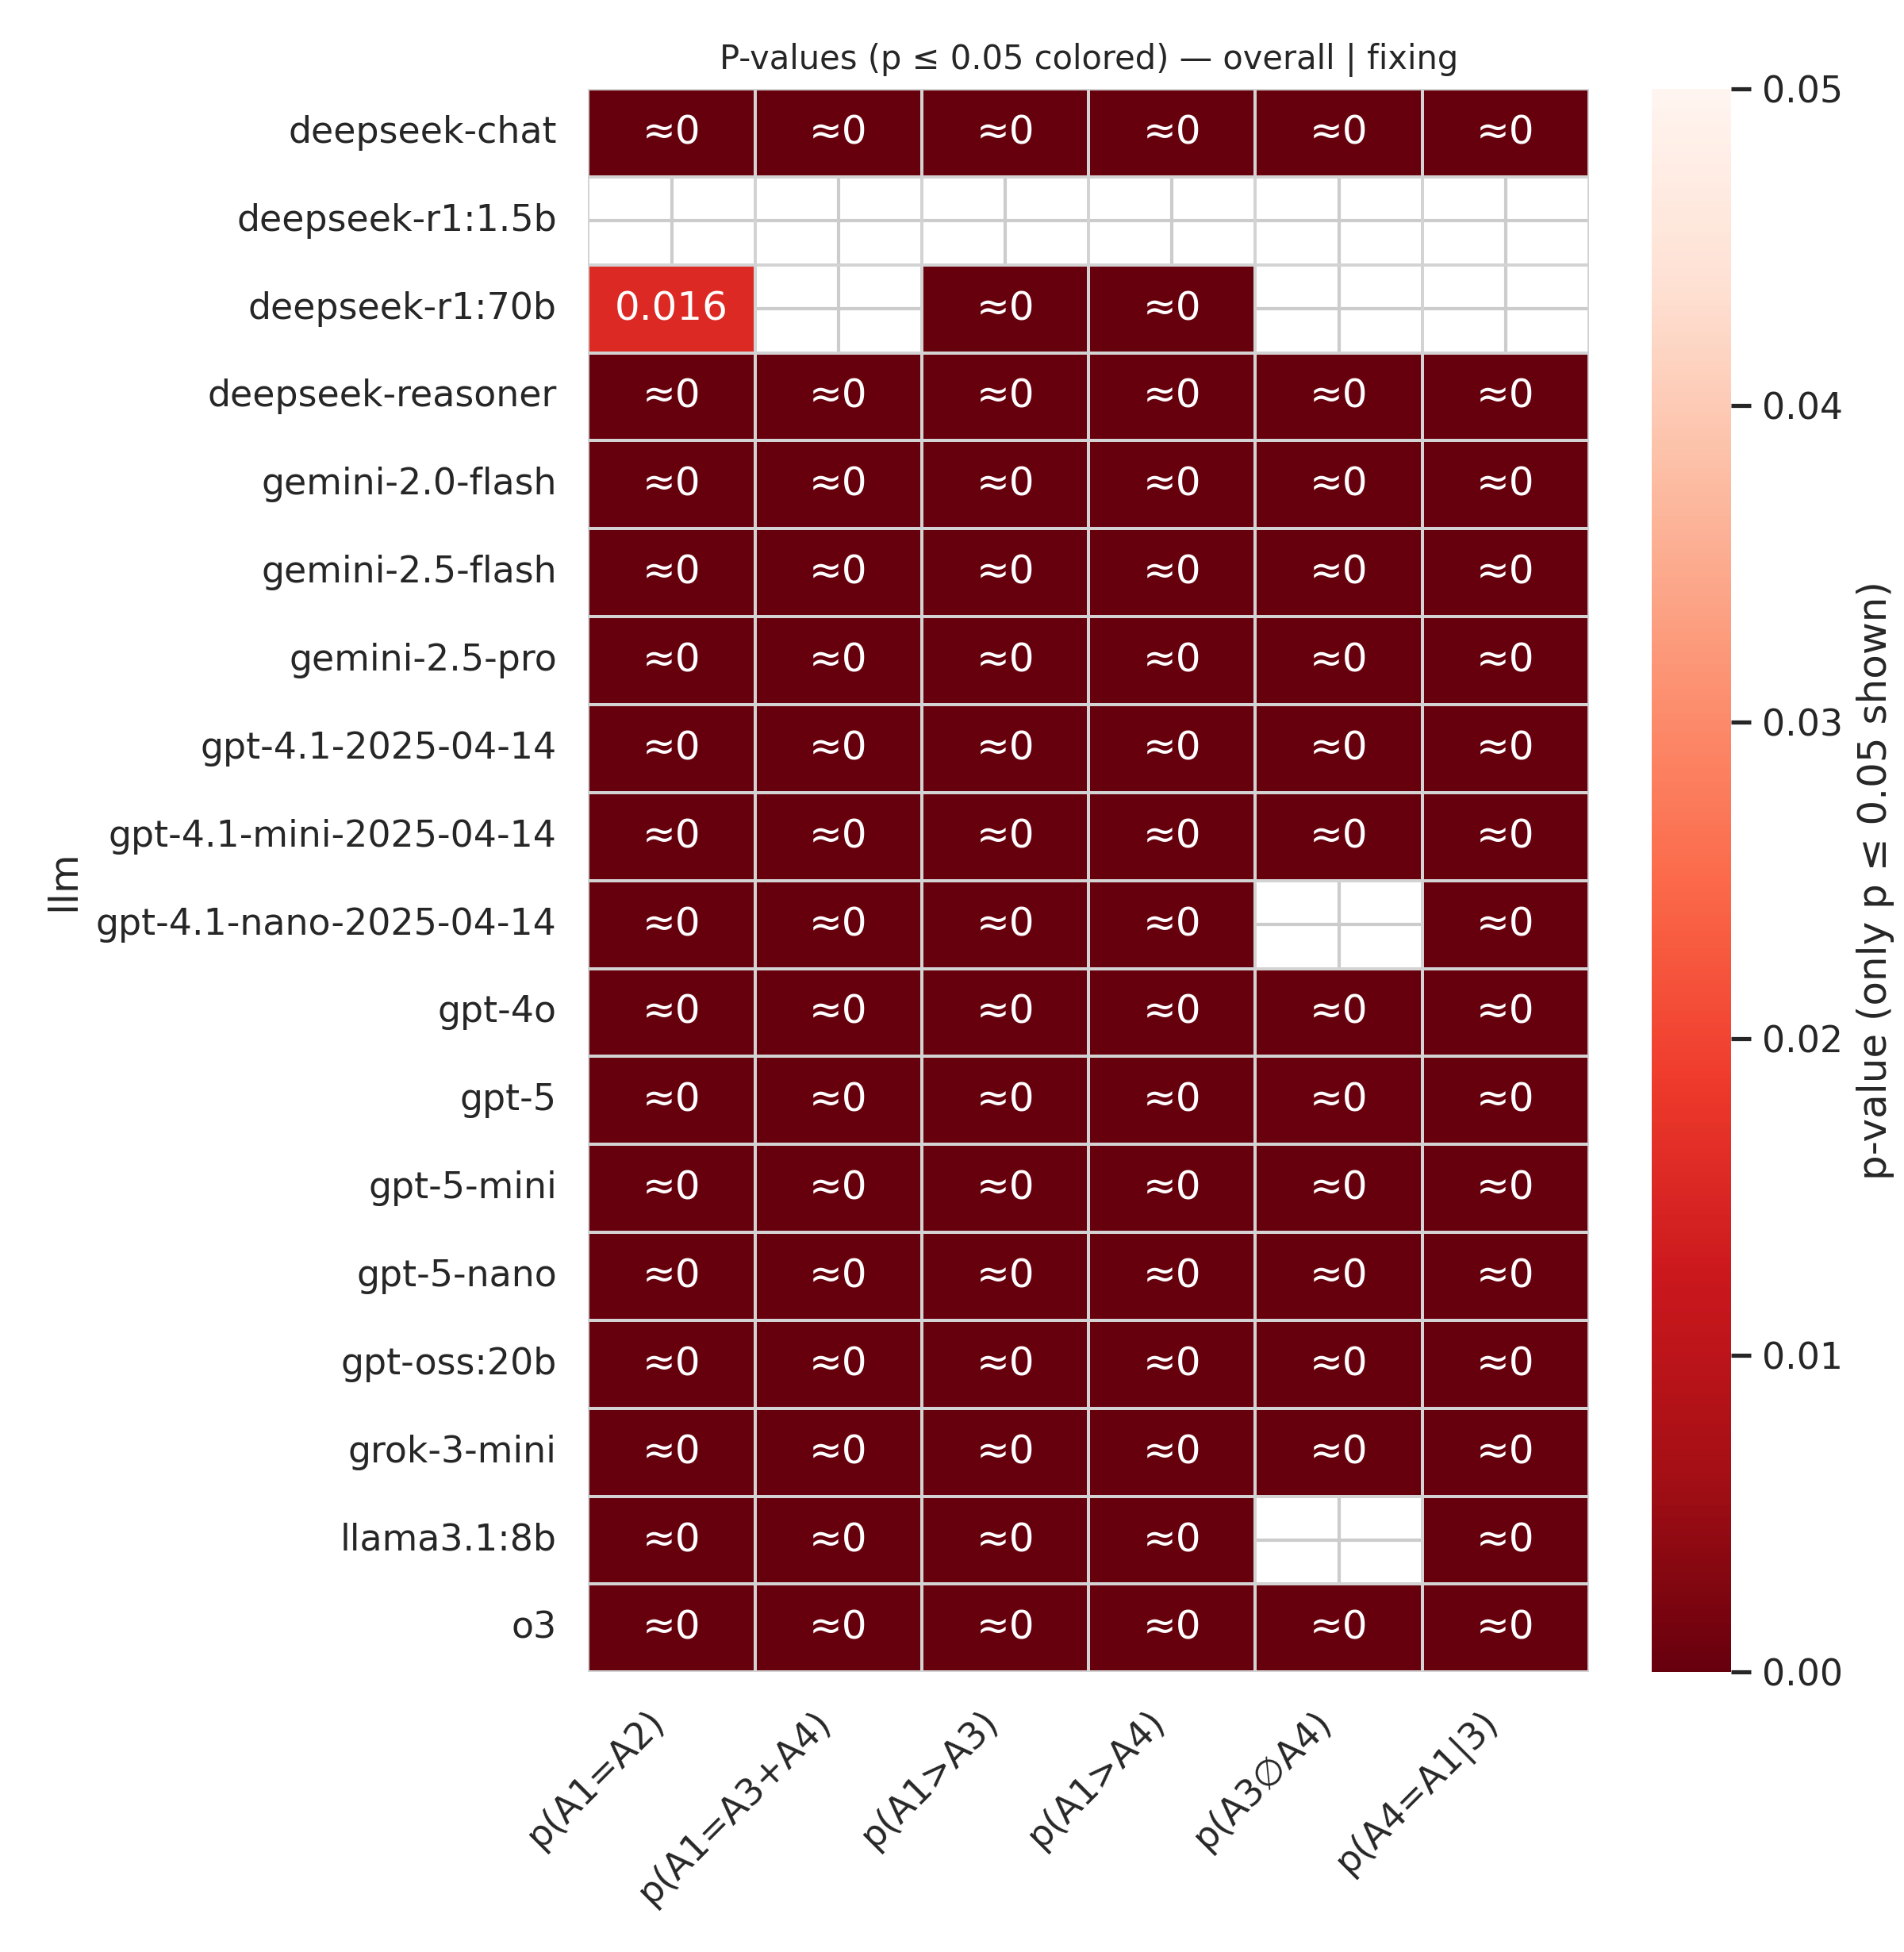 P-values (p ≤ 0.05 colored) — overall | fixing
deepseek-chat ≈0 ≈0 ≈0 ≈0 ≈0 ≈0
deepseek-r1:1.5b
deepseek-r1:70b 0.016 ≈0 ≈0
deepseek-reasoner ≈0 ≈0 ≈0 ≈0 ≈0 ≈0
gemini-2.0-flash ≈0 ≈0 ≈0 ≈0 ≈0 ≈0
gemini-2.5-flash ≈0 ≈0 ≈0 ≈0 ≈0 ≈0
gemini-2.5-pro ≈0 ≈0 ≈0 ≈0 ≈0 ≈0
gpt-4.1-2025-04-14 ≈0 ≈0 ≈0 ≈0 ≈0 ≈0
gpt-4.1-mini-2025-04-14 ≈0 ≈0 ≈0 ≈0 ≈0 ≈0
gpt-4.1-nano-2025-04-14 ≈0 ≈0 ≈0 ≈0 ≈0
gpt-4o ≈0 ≈0 ≈0 ≈0 ≈0 ≈0
gpt-5 ≈0 ≈0 ≈0 ≈0 ≈0 ≈0
gpt-5-mini ≈0 ≈0 ≈0 ≈0 ≈0 ≈0
gpt-5-nano ≈0 ≈0 ≈0 ≈0 ≈0 ≈0
gpt-oss:20b ≈0 ≈0 ≈0 ≈0 ≈0 ≈0
grok-3-mini ≈0 ≈0 ≈0 ≈0 ≈0 ≈0
llama3.1:8b ≈0 ≈0 ≈0 ≈0 ≈0
o3 ≈0 ≈0 ≈0 ≈0 ≈0 ≈0
llm
p(A1=A2)
p(A1=A3+A4)
p(A1>A3)
p(A1>A4)
p(A3∅A4)
p(A4=A1|3)
0.05
0.04
0.03
0.02
0.01
0.00
p-value (only p ≤ 0.05 shown)